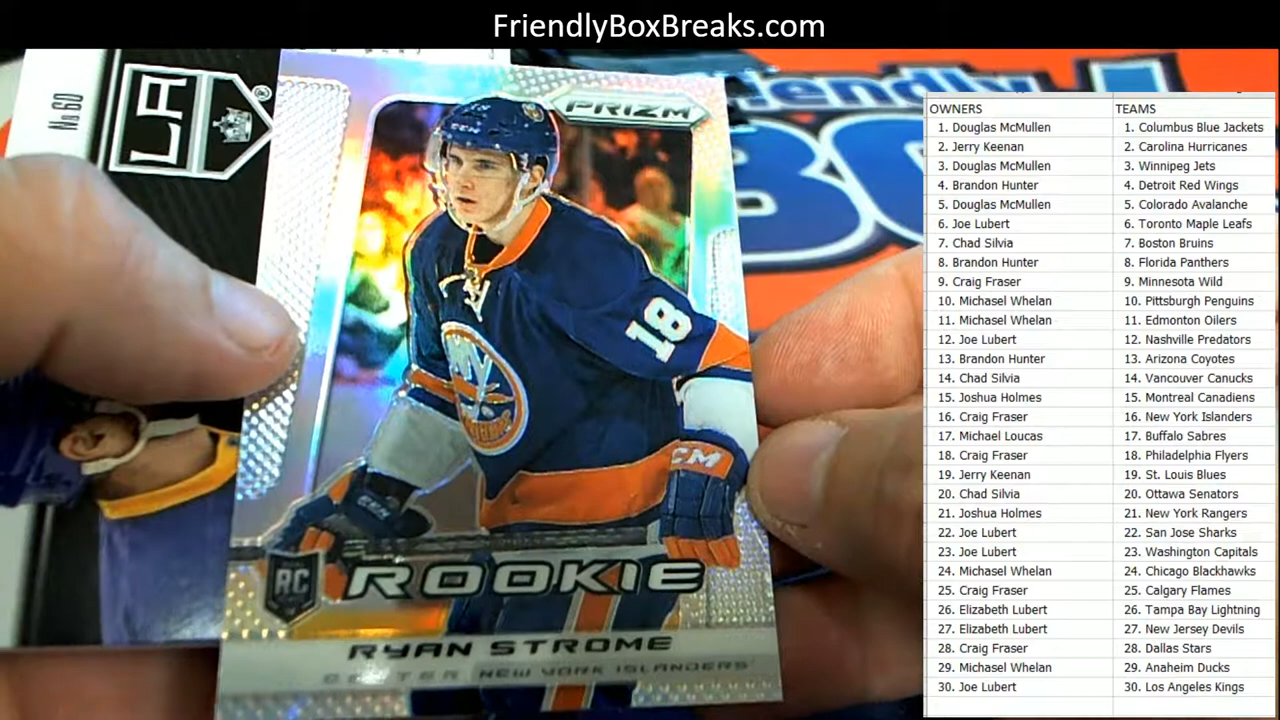 FriendlyBoxBreaks.com
No 60
LA
PRIZM
18
CCM
RC ROOKIE
RYAN STROME
CENTER NEW YORK ISLANDERS
OWNERS TEAMS
1. Douglas McMullen 1. Columbus Blue Jackets
2. Jerry Keenan 2. Carolina Hurricanes
3. Douglas McMullen 3. Winnipeg Jets
4. Brandon Hunter 4. Detroit Red Wings
5. Douglas McMullen 5. Colorado Avalanche
6. Joe Lubert 6. Toronto Maple Leafs
7. Chad Silvia 7. Boston Bruins
8. Brandon Hunter 8. Florida Panthers
9. Craig Fraser 9. Minnesota Wild
10. Michasel Whelan 10. Pittsburgh Penguins
11. Michasel Whelan 11. Edmonton Oilers
12. Joe Lubert 12. Nashville Predators
13. Brandon Hunter 13. Arizona Coyotes
14. Chad Silvia 14. Vancouver Canucks
15. Joshua Holmes 15. Montreal Canadiens
16. Craig Fraser 16. New York Islanders
17. Michael Loucas 17. Buffalo Sabres
18. Craig Fraser 18. Philadelphia Flyers
19. Jerry Keenan 19. St. Louis Blues
20. Chad Silvia 20. Ottawa Senators
21. Joshua Holmes 21. New York Rangers
22. Joe Lubert 22. San Jose Sharks
23. Joe Lubert 23. Washington Capitals
24. Michasel Whelan 24. Chicago Blackhawks
25. Craig Fraser 25. Calgary Flames
26. Elizabeth Lubert 26. Tampa Bay Lightning
27. Elizabeth Lubert 27. New Jersey Devils
28. Craig Fraser 28. Dallas Stars
29. Michasel Whelan 29. Anaheim Ducks
30. Joe Lubert 30. Los Angeles Kings